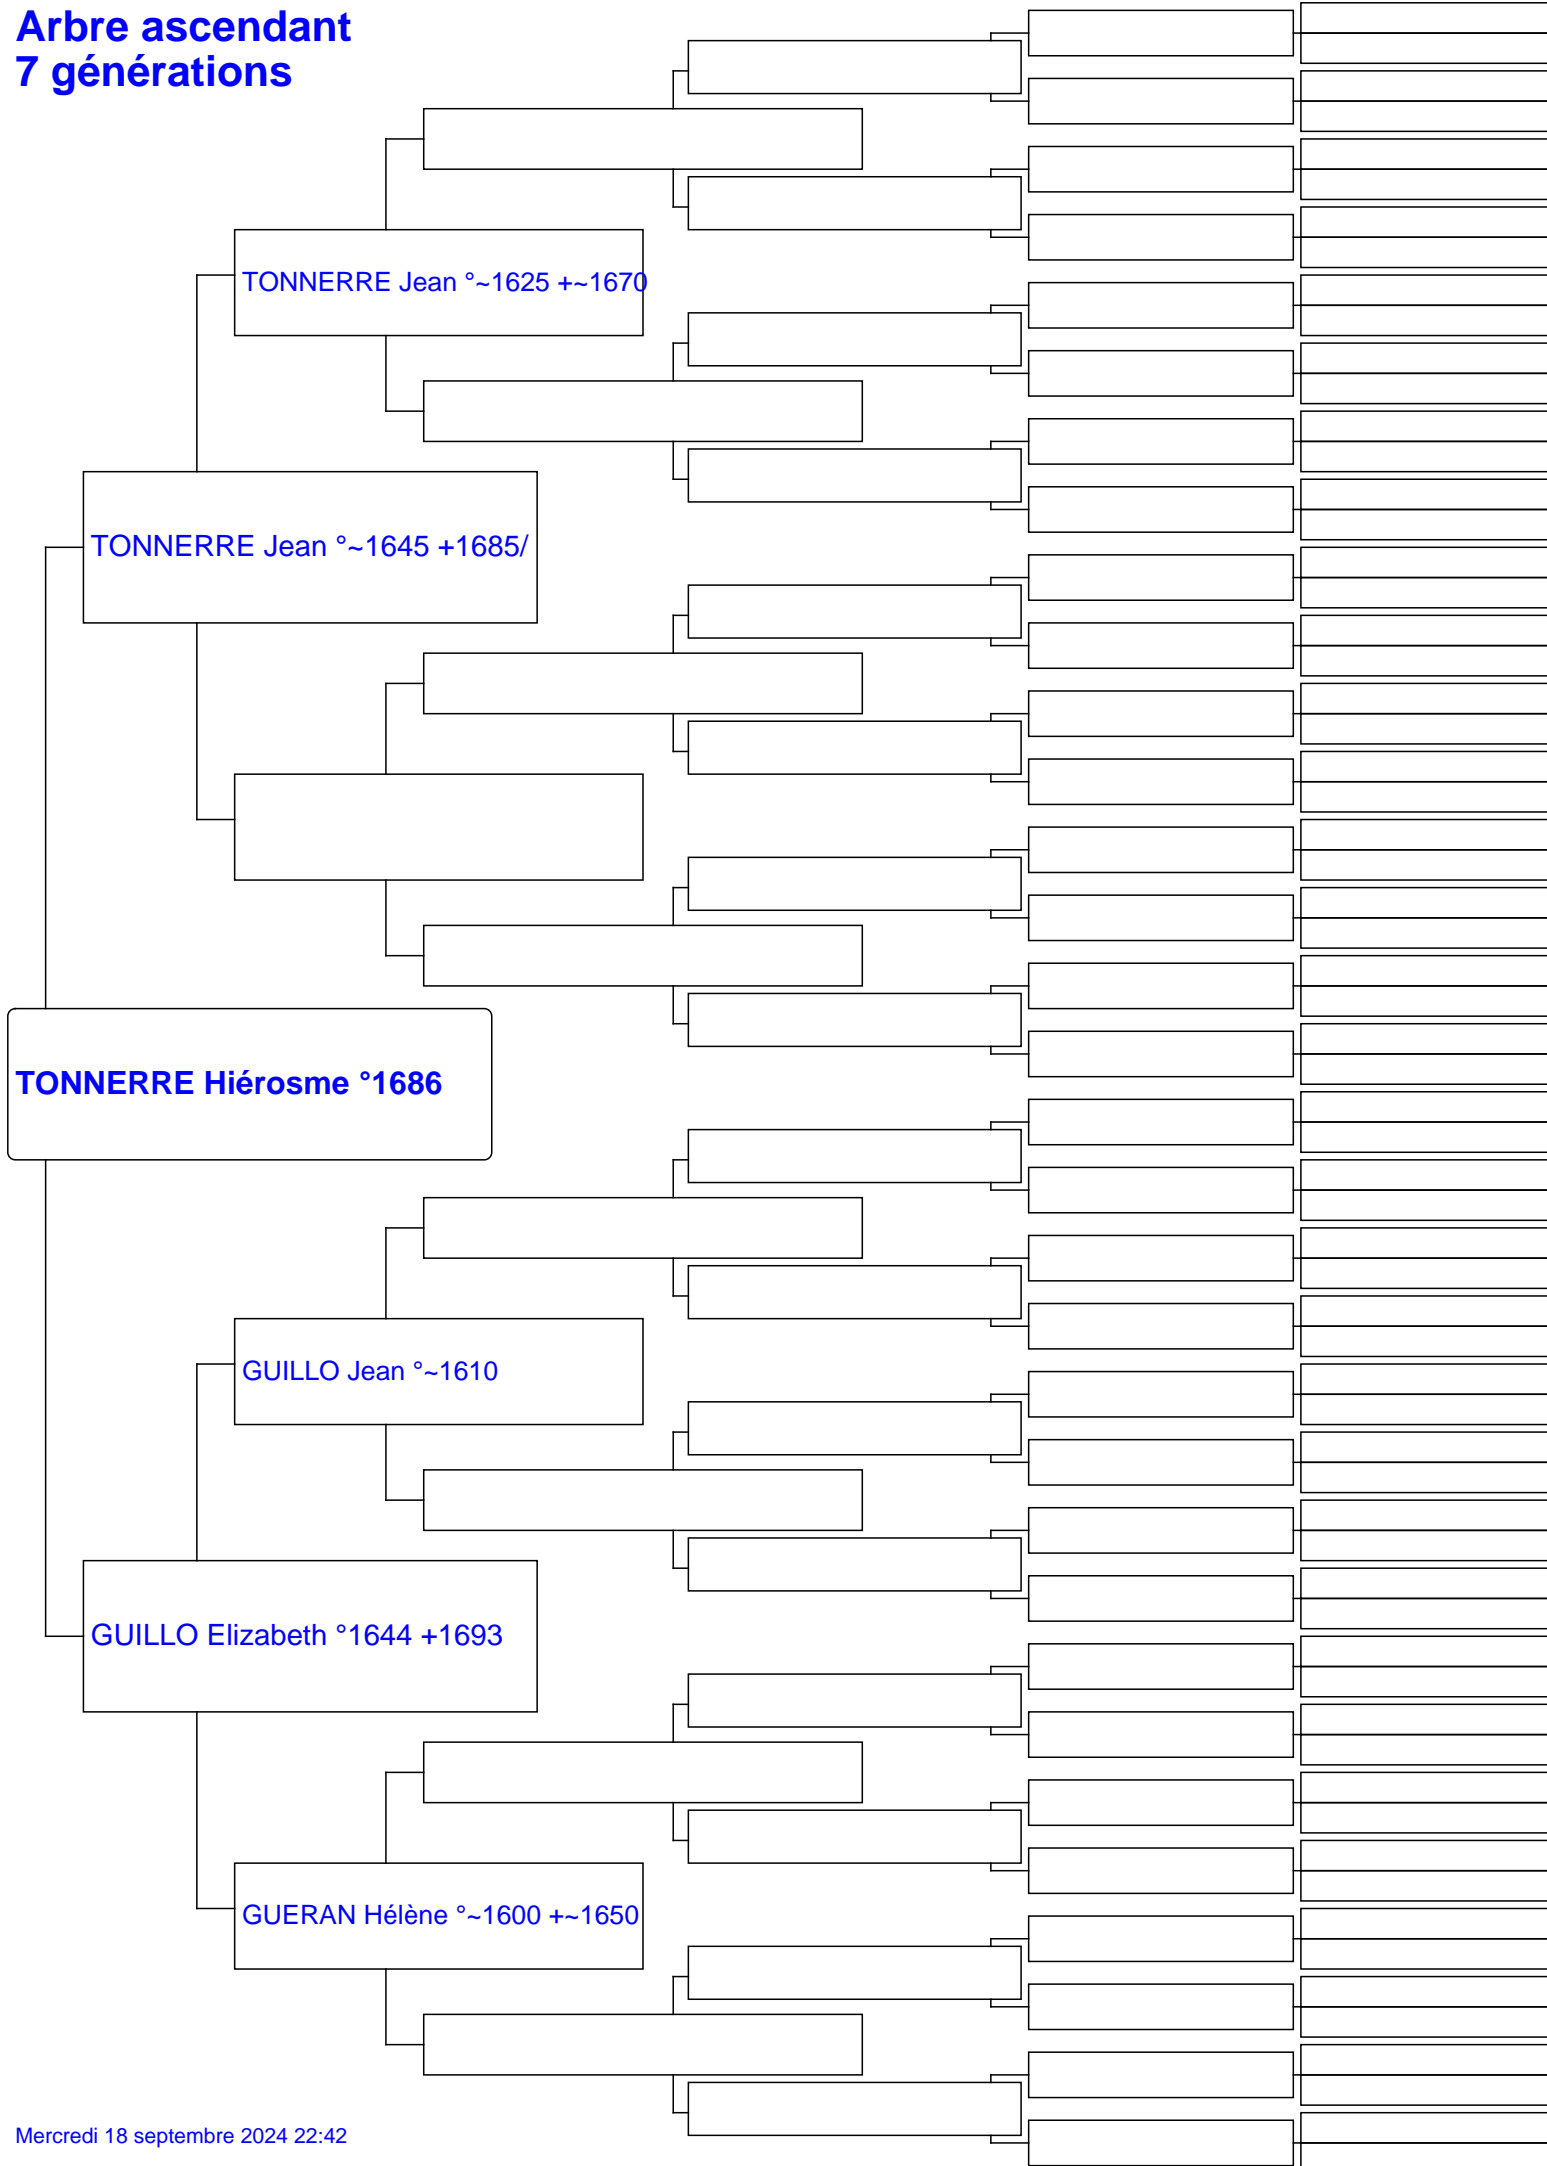 Arbre ascendant
7 générations
TONNERRE Jean °~1625 +~1670
TONNERRE Jean °~1645 +1685/
TONNERRE Hiérosme °1686
GUILLO Jean °~1610
GUILLO Elizabeth °1644 +1693
GUERAN Hélène °~1600 +~1650
Mercredi 18 septembre 2024 22:42